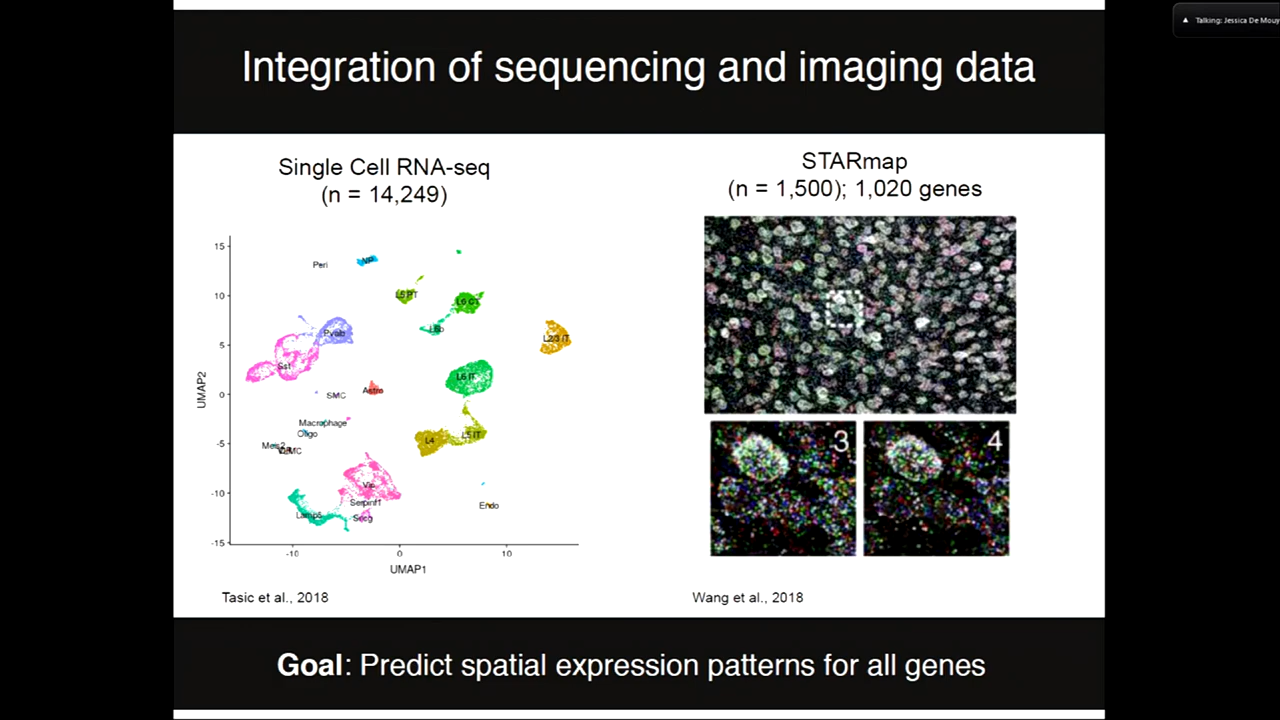 Talking: Jessica De Mouy
Integration of sequencing and imaging data
Single Cell RNA-seq
(n = 14,249)
STARmap
(n = 1,500); 1,020 genes
15
10
5
0
-5
-10
-15
UMAP2
Peri
NP
L5 PT
L6 CT
L6b
L2/3 IT
Pvalb
Sst
L6 IT
Astro
SMC
Macrophage
Oligo
Meis2
L4
L5 IT
Vip
Serpinf1
Lamp5
Sncg
Endo
-10
0
10
UMAP1
3
4
Tasic et al., 2018
Wang et al., 2018
Goal: Predict spatial expression patterns for all genes